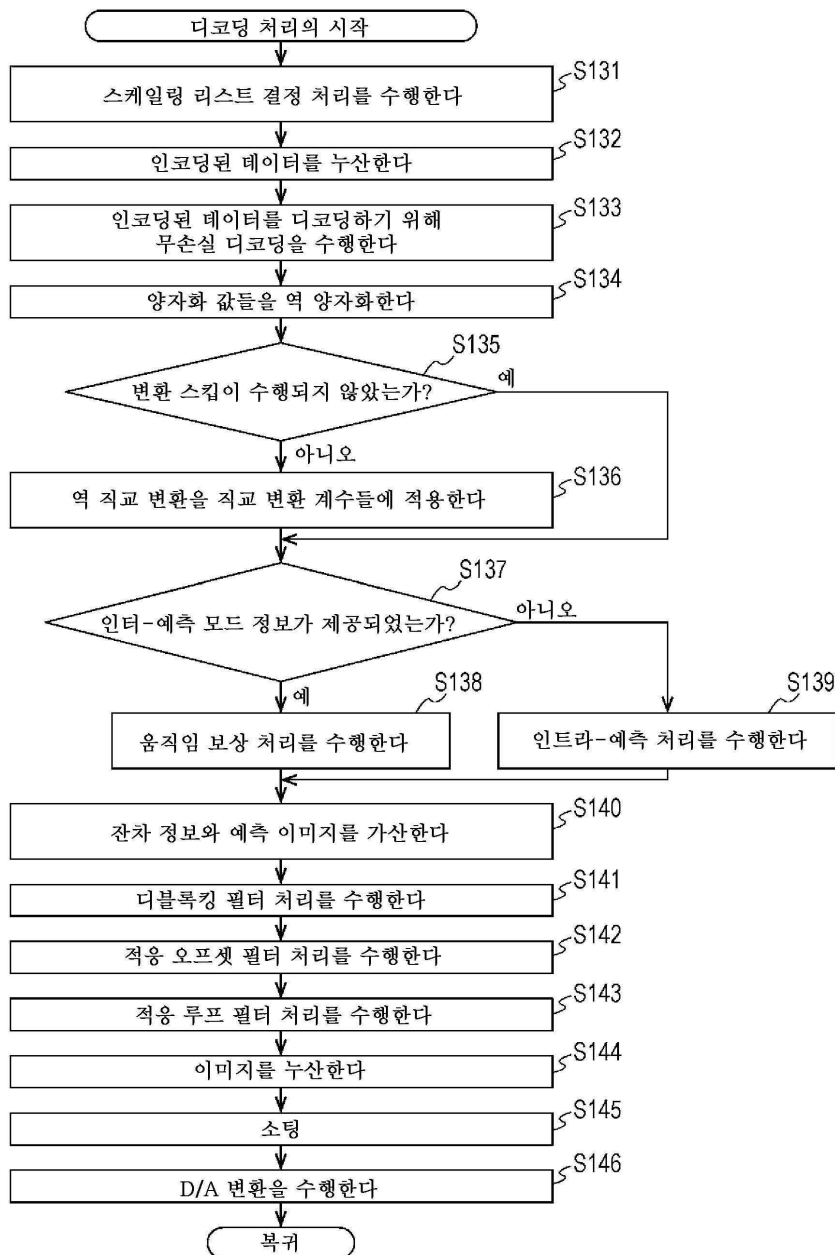 디코딩 처리의 시작
S131
스케일링 리스트 결정 처리를 수행한다
S132
인코딩된 데이터를 누산한다
S133
인코딩된 데이터를 디코딩하기 위해
무손실 디코딩을 수행한다
S134
양자화 값들을 역 양자화한다
S135
변환 스킵이 수행되지 않았는가?
예
아니오
S136
역 직교 변환을 직교 변환 계수들에 적용한다
S137
인터-예측 모드 정보가 제공되었는가?
아니오
예
S138
움직임 보상 처리를 수행한다
S139
인트라-예측 처리를 수행한다
S140
잔차 정보와 예측 이미지를 가산한다
S141
디블록킹 필터 처리를 수행한다
S142
적응 오프셋 필터 처리를 수행한다
S143
적응 루프 필터 처리를 수행한다
S144
이미지를 누산한다
S145
소팅
S146
D/A 변환을 수행한다
복귀